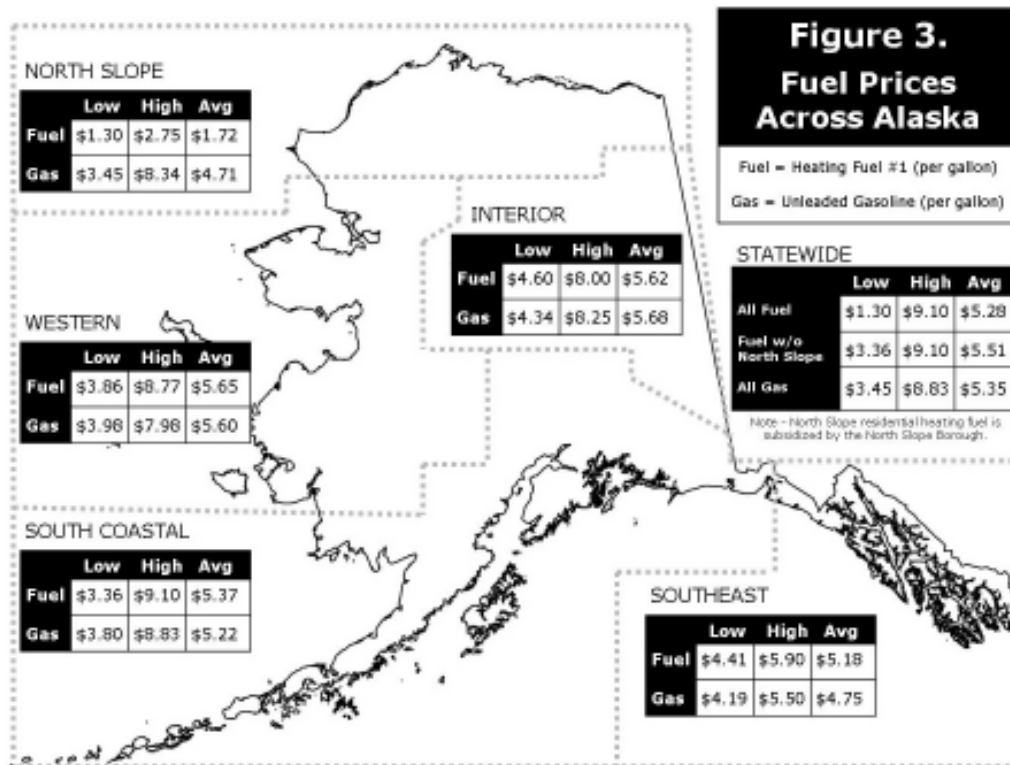 Figure 3.
Fuel Prices
Across Alaska
Fuel = Heating Fuel #1 (per gallon)
Gas = Unleaded Gasoline (per gallon)
NORTH SLOPE
Low High Avg
Fuel $1.30 $2.75 $1.72
Gas $3.45 $8.34 $4.71
INTERIOR
Low High Avg
Fuel $4.60 $8.00 $5.62
Gas $4.34 $8.25 $5.68
STATEWIDE
Low High Avg
All Fuel $1.30 $9.10 $5.28
Fuel w/o
North Slope $3.36 $9.10 $5.51
All Gas $3.45 $8.83 $5.35
Note - North Slope residential heating fuel is
subsidized by the North Slope Borough.
WESTERN
Low High Avg
Fuel $3.86 $8.77 $5.65
Gas $3.98 $7.98 $5.60
SOUTH COASTAL
Low High Avg
Fuel $3.36 $9.10 $5.37
Gas $3.80 $8.83 $5.22
SOUTHEAST
Low High Avg
Fuel $4.41 $5.90 $5.18
Gas $4.19 $5.50 $4.75